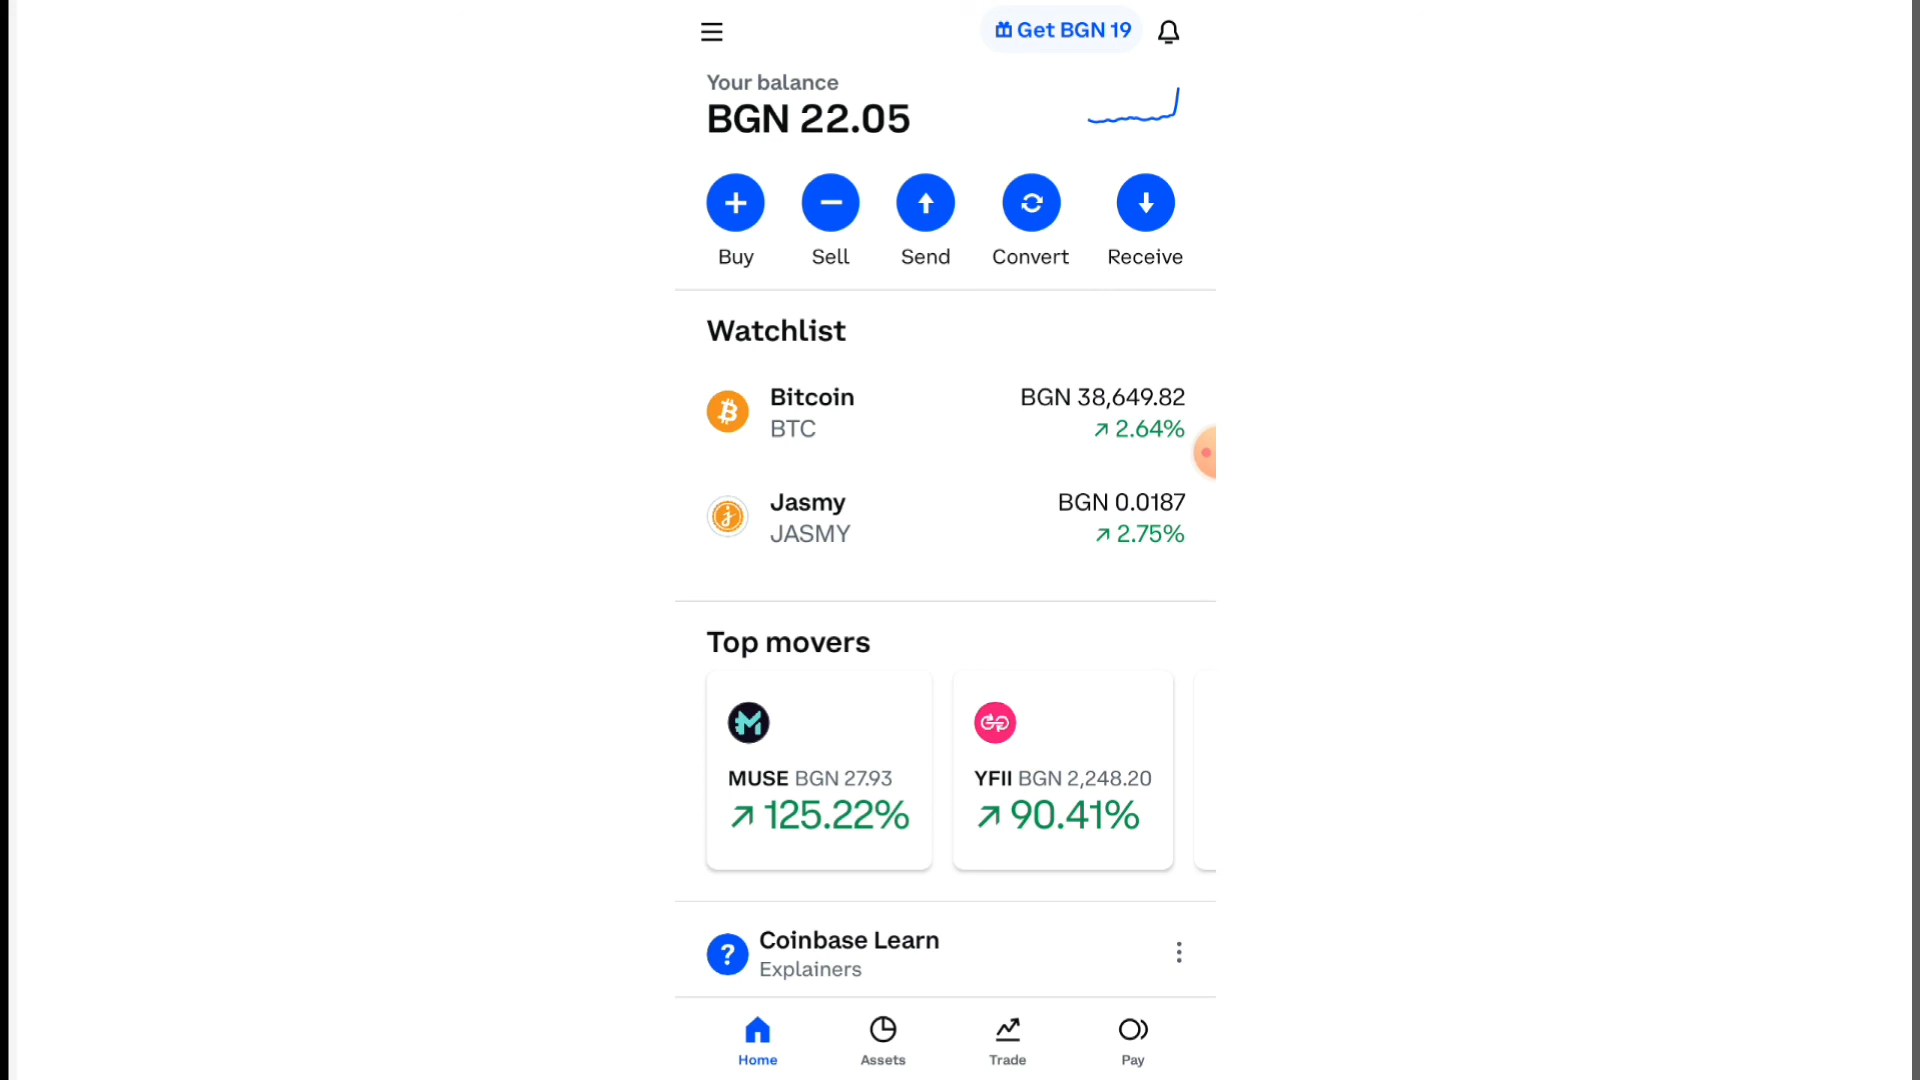 Get BGN 19
Your balance
BGN 22.05
Buy
Sell
Send
Convert
Receive
Watchlist
Bitcoin
BGN 38,649.82
BTC
↗ 2.64%
Jasmy
BGN 0.0187
JASMY
↗ 2.75%
Top movers
MUSE BGN 27.93
↗ 125.22%
YFII BGN 2,248.20
↗ 90.41%
Coinbase Learn
Explainers
Home
Assets
Trade
Pay